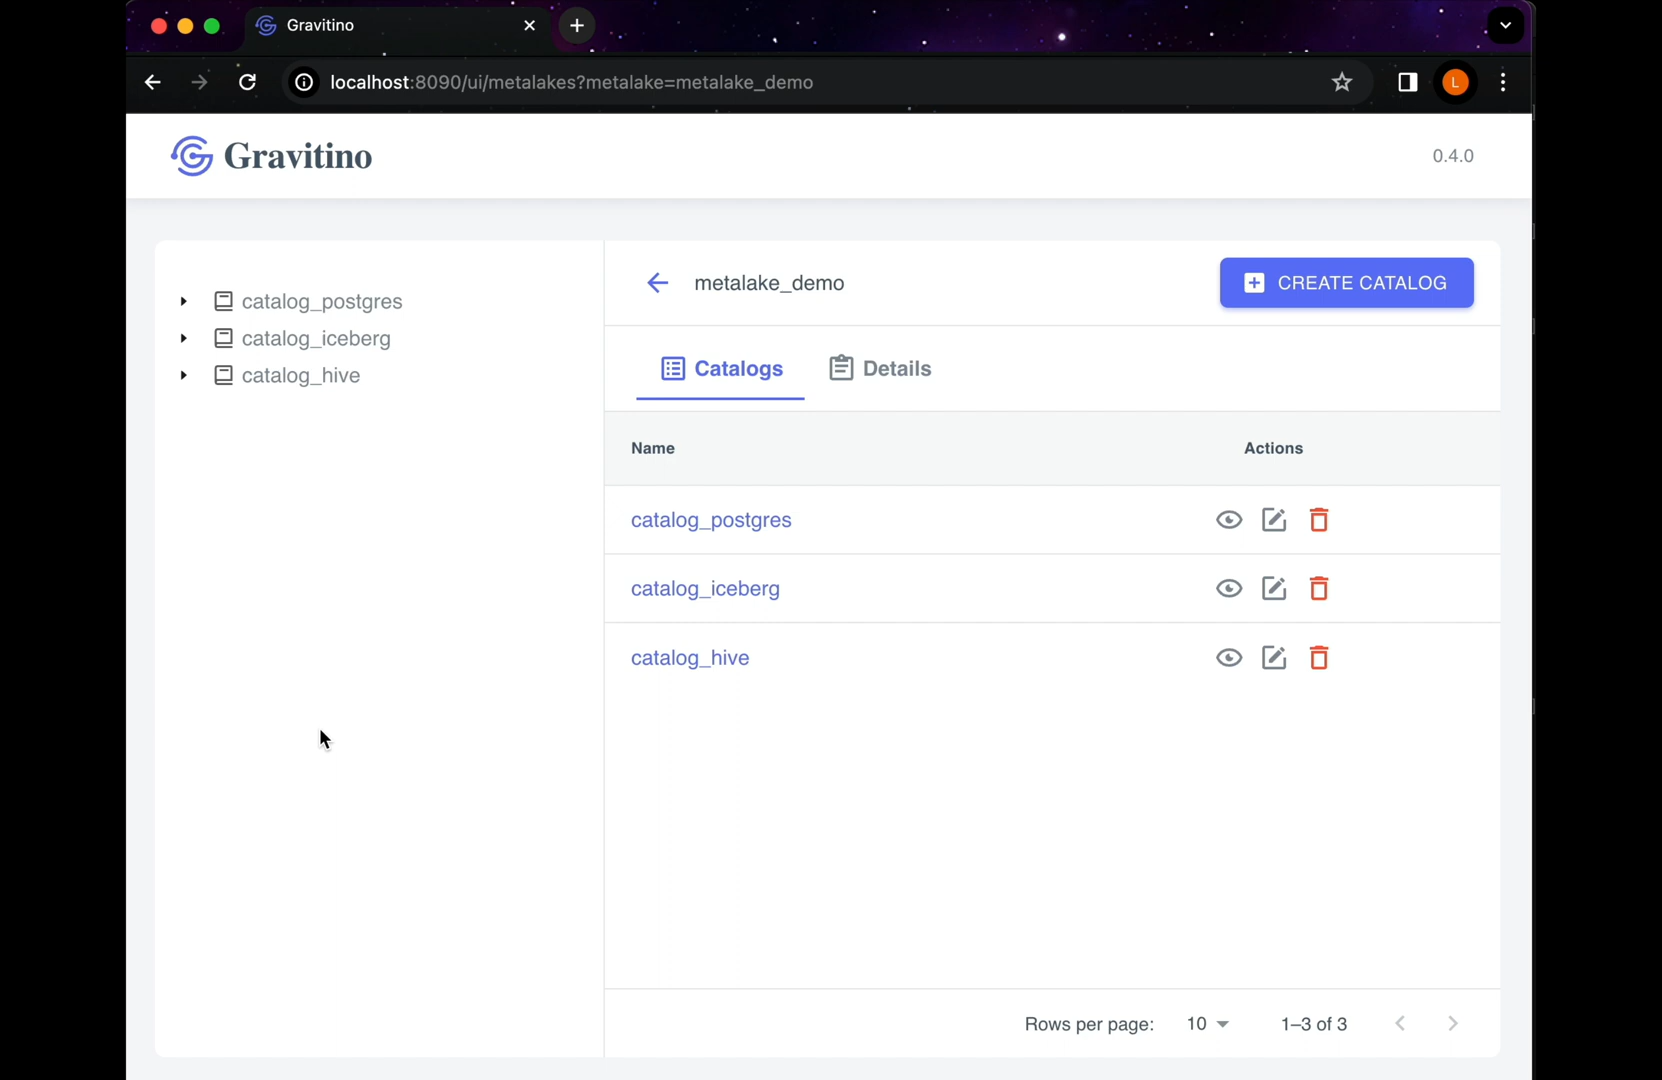 Gravitino
localhost:8090/ui/metalakes?metalake=metalake_demo
L
Gravitino
0.4.0
catalog_postgres
catalog_iceberg
catalog_hive
metalake_demo
CREATE CATALOG
Catalogs
Details
Name
Actions
catalog_postgres
catalog_iceberg
catalog_hive
Rows per page: 10
1–3 of 3